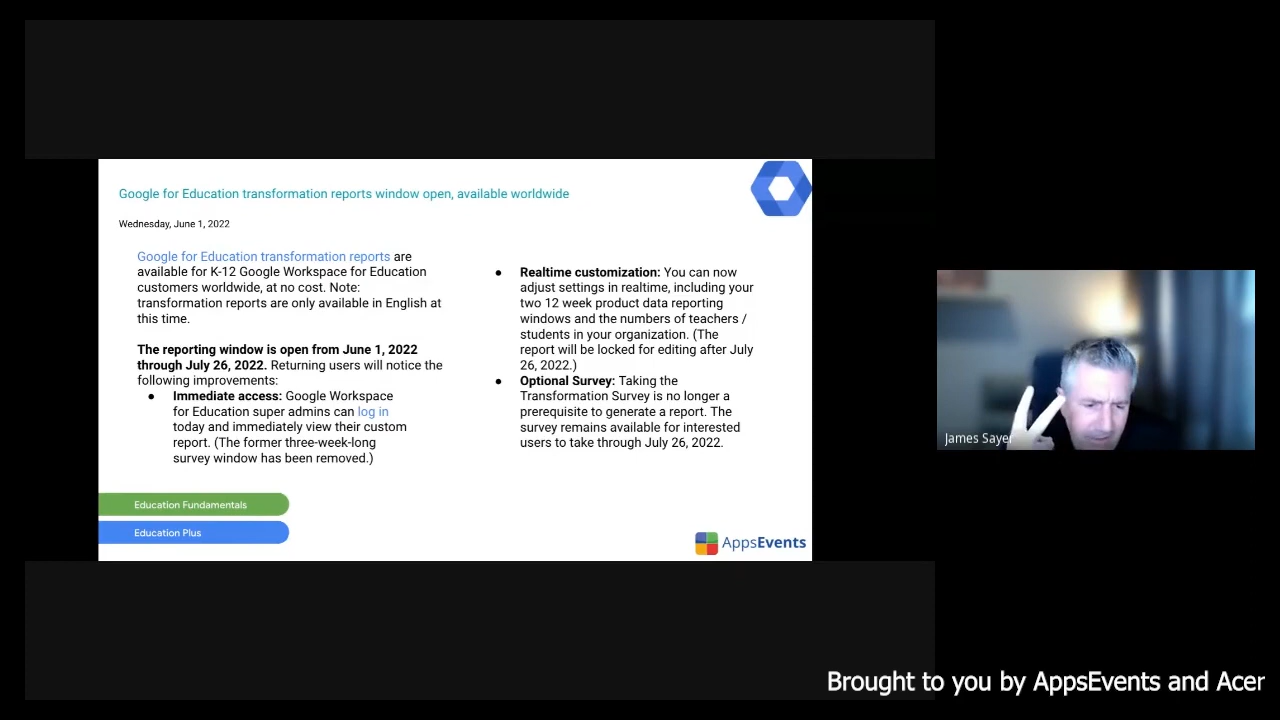 Google for Education transformation reports window open, available worldwide
Wednesday, June 1, 2022
Google for Education transformation reports are
available for K-12 Google Workspace for Education
customers worldwide, at no cost. Note:
transformation reports are only available in English at
this time.
The reporting window is open from June 1, 2022
through July 26, 2022. Returning users will notice the
following improvements:
● Immediate access: Google Workspace
for Education super admins can log in
today and immediately view their custom
report. (The former three-week-long
survey window has been removed.)
● Realtime customization: You can now
adjust settings in realtime, including your
two 12 week product data reporting
windows and the numbers of teachers /
students in your organization. (The
report will be locked for editing after July
26, 2022.)
● Optional Survey: Taking the
Transformation Survey is no longer a
prerequisite to generate a report. The
survey remains available for interested
users to take through July 26, 2022.
Education Fundamentals
Education Plus
AppsEvents
James Sayer
Brought to you by AppsEvents and Acer